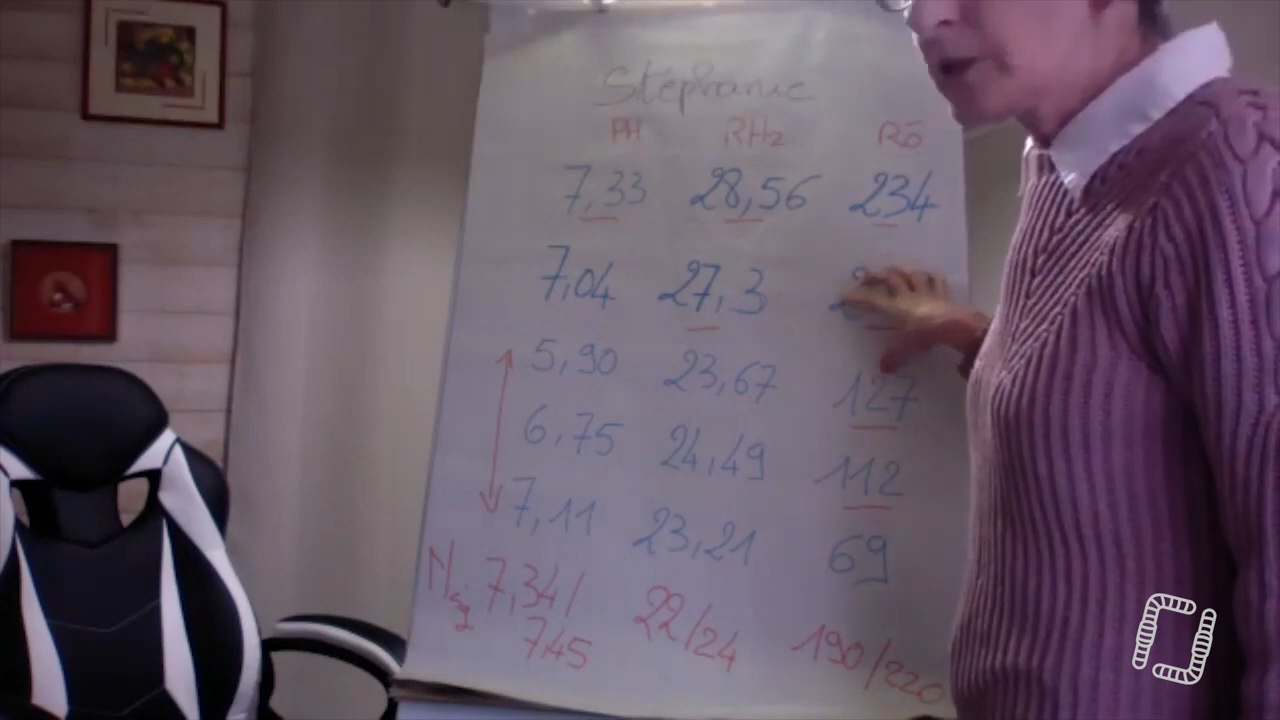 Stéphanie
PH RH2 Rō
7,33 28,56 234
7,04 27,3
5,90 23,67 127
6,75 24,49 112
7,11 23,21 69
N 7,34/ 22/24 190/220
7,45